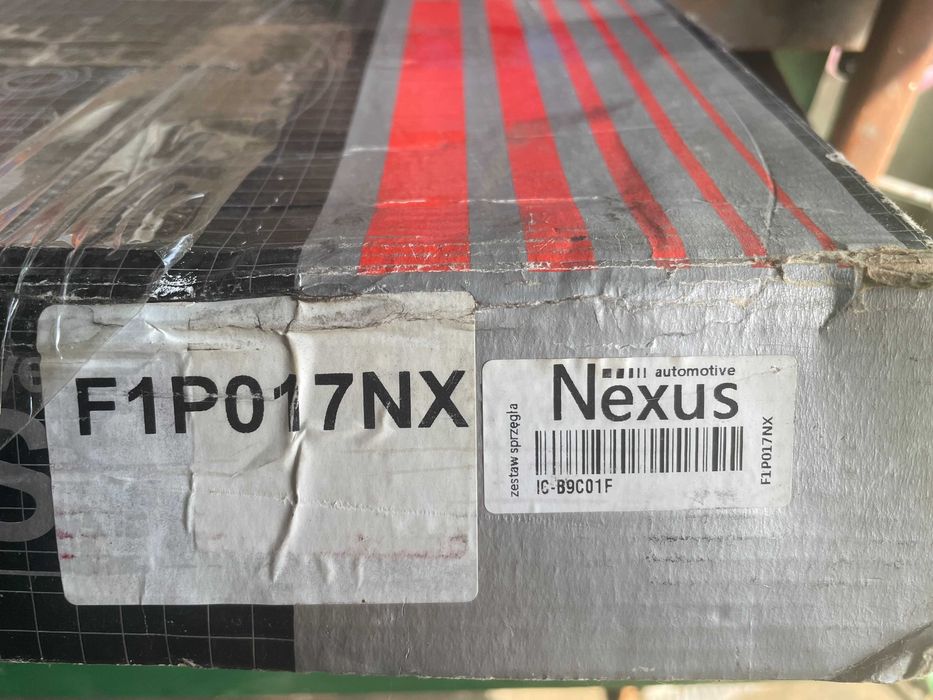 F1P017NX
automotive
Nexus
zestaw sprzęgła
IC-B9C01F
F1P017NX